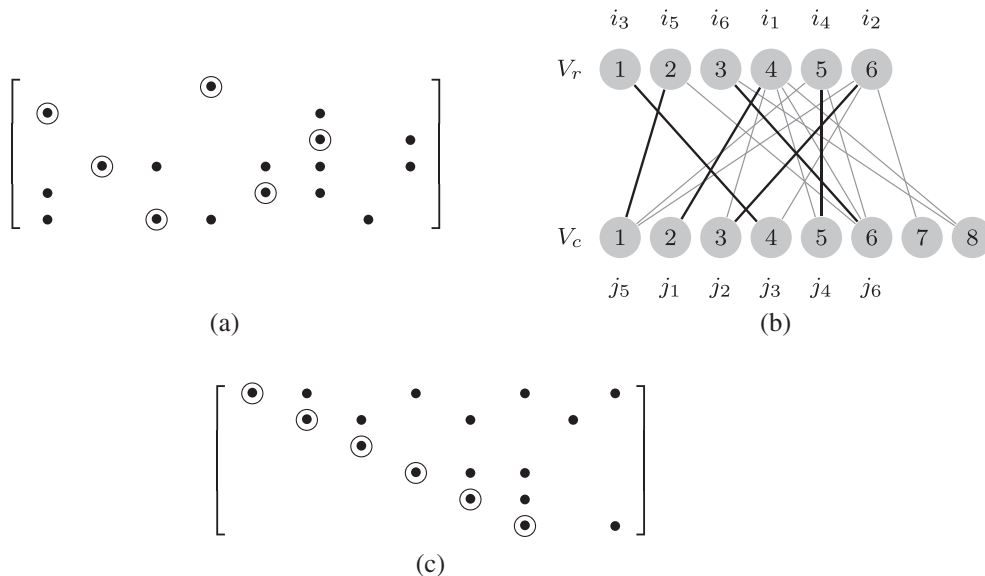 i₃ i₅ i₆ i₁ i₄ i₂
Vᵣ 1 2 3 4 5 6
V_c 1 2 3 4 5 6 7 8
j₅ j₁ j₂ j₃ j₄ j₆
(a)
(b)
(c)